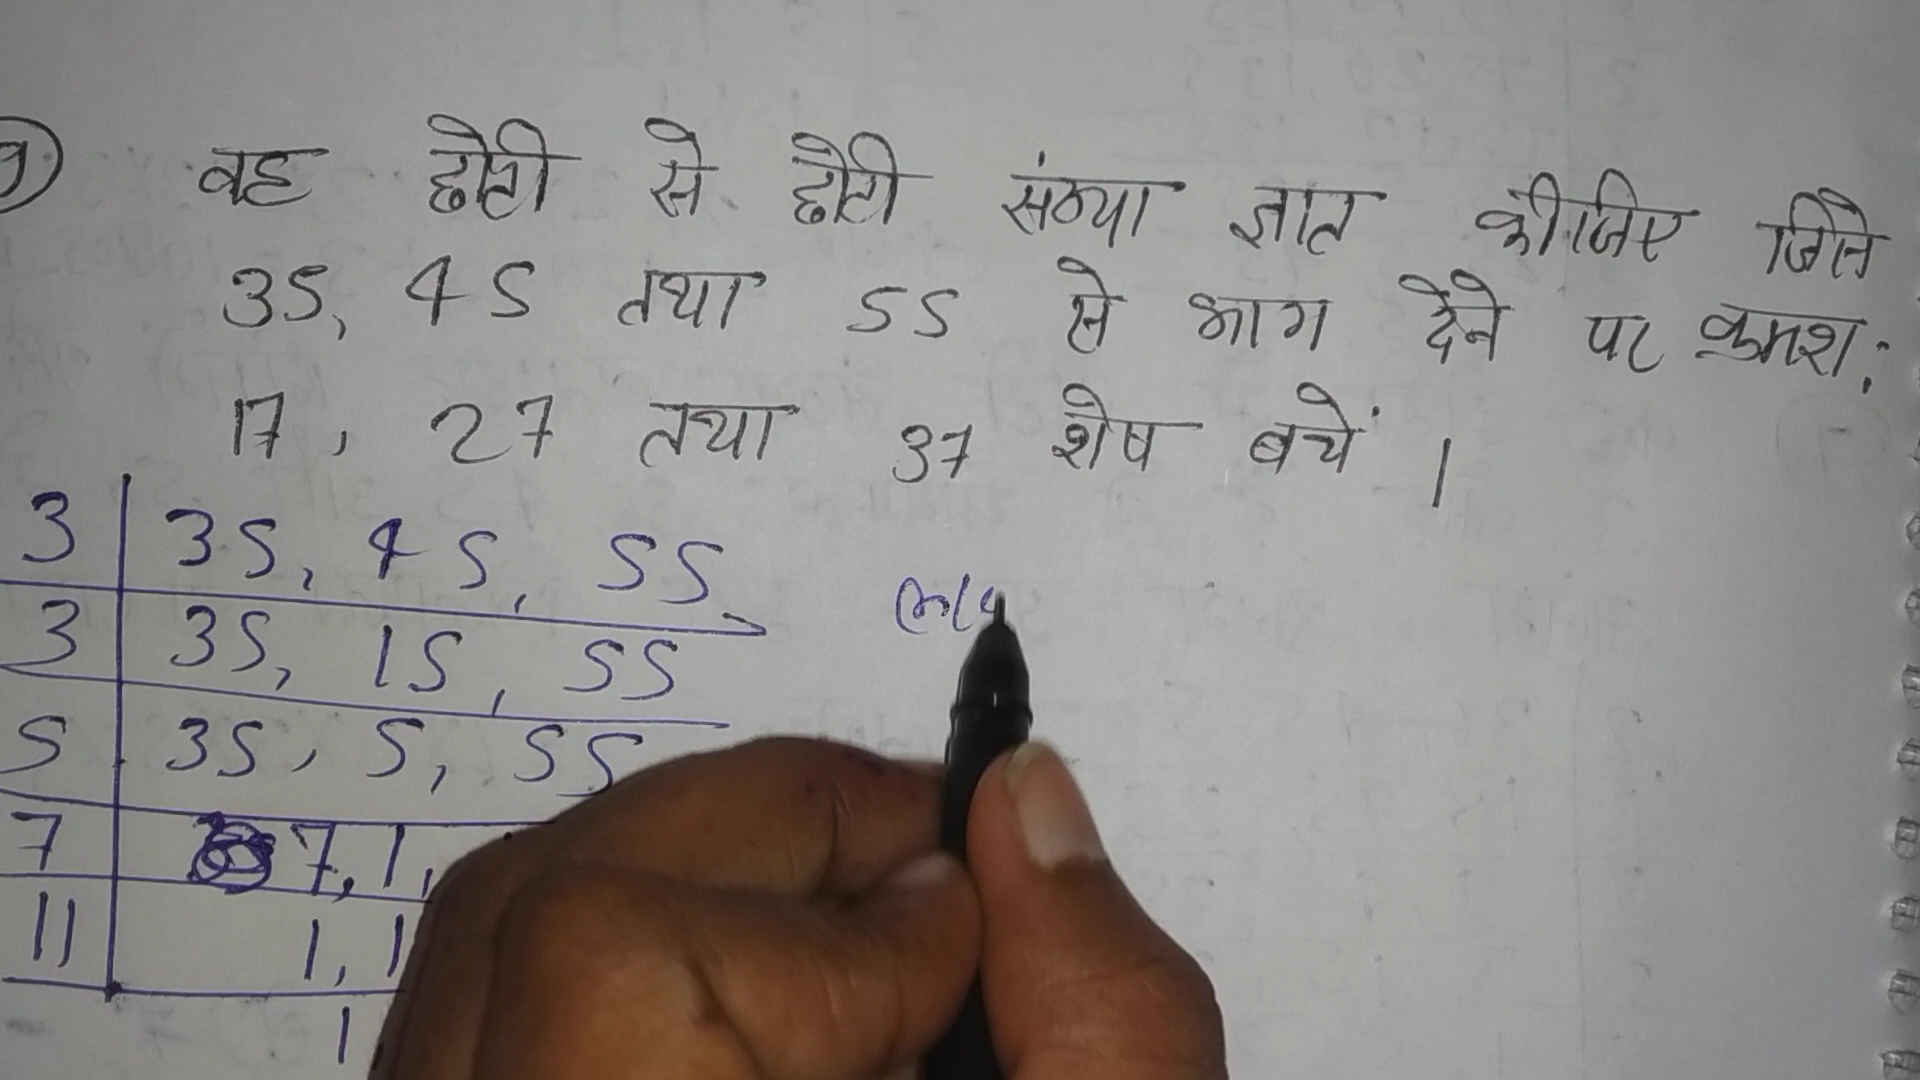 वह छोटी से छोटी संख्या ज्ञात कीजिए जिसे
35, 45 तथा 55 से भाग देने पर क्रमश:
17, 27 तथा 37 शेष बचें ।
3 35, 45, 55
3 35, 15, 55
5 35, 5, 55
7 7, 1,
11 1, 1
1